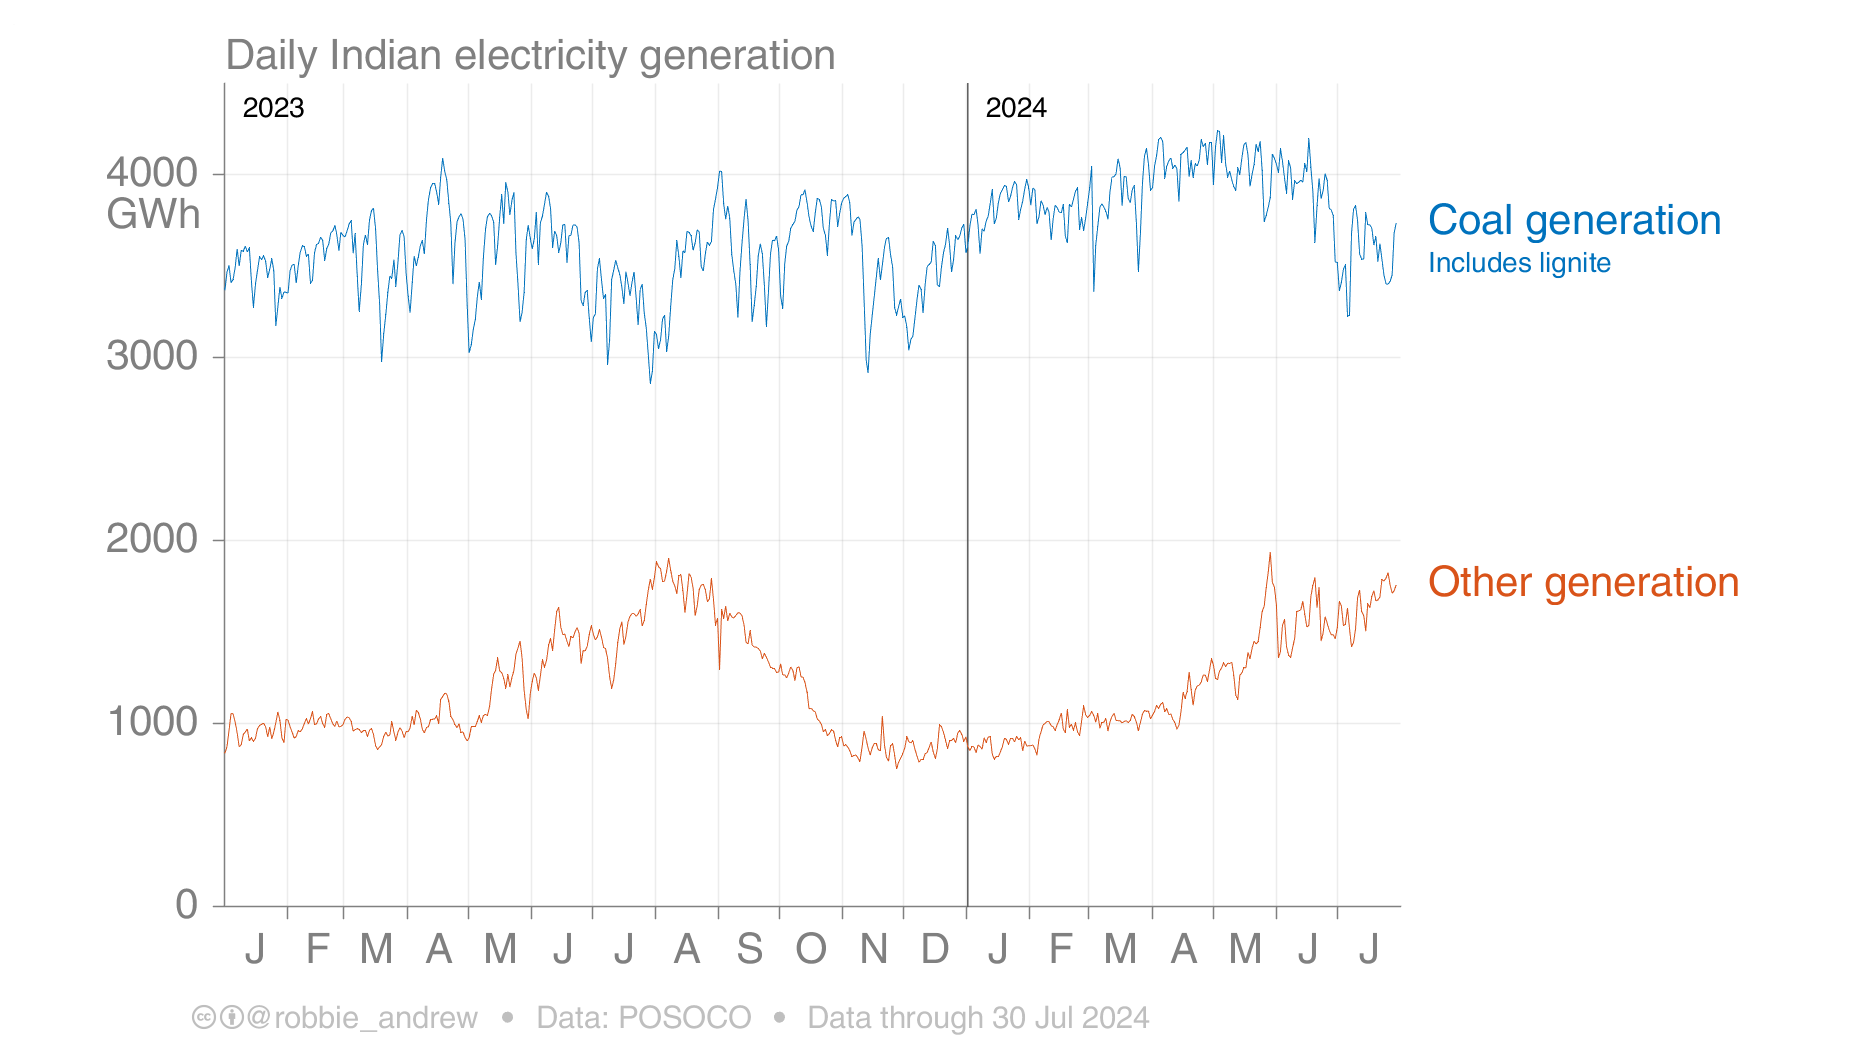 Daily Indian electricity generation
2023
2024
4000
GWh
3000
2000
1000
0
Coal generation
Includes lignite
Other generation
J F M A M J J A S O N D J F M A M J J
@robbie_andrew • Data: POSOCO • Data through 30 Jul 2024